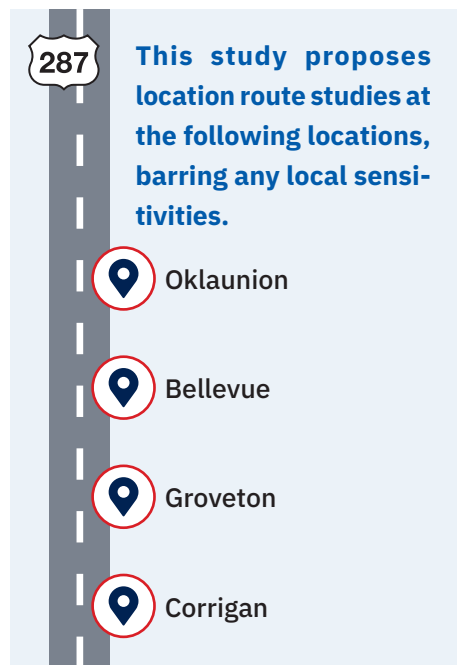 287
This study proposes
location route studies at
the following locations,
barring any local sensi-
tivities.
Oklaunion
Bellevue
Groveton
Corrigan